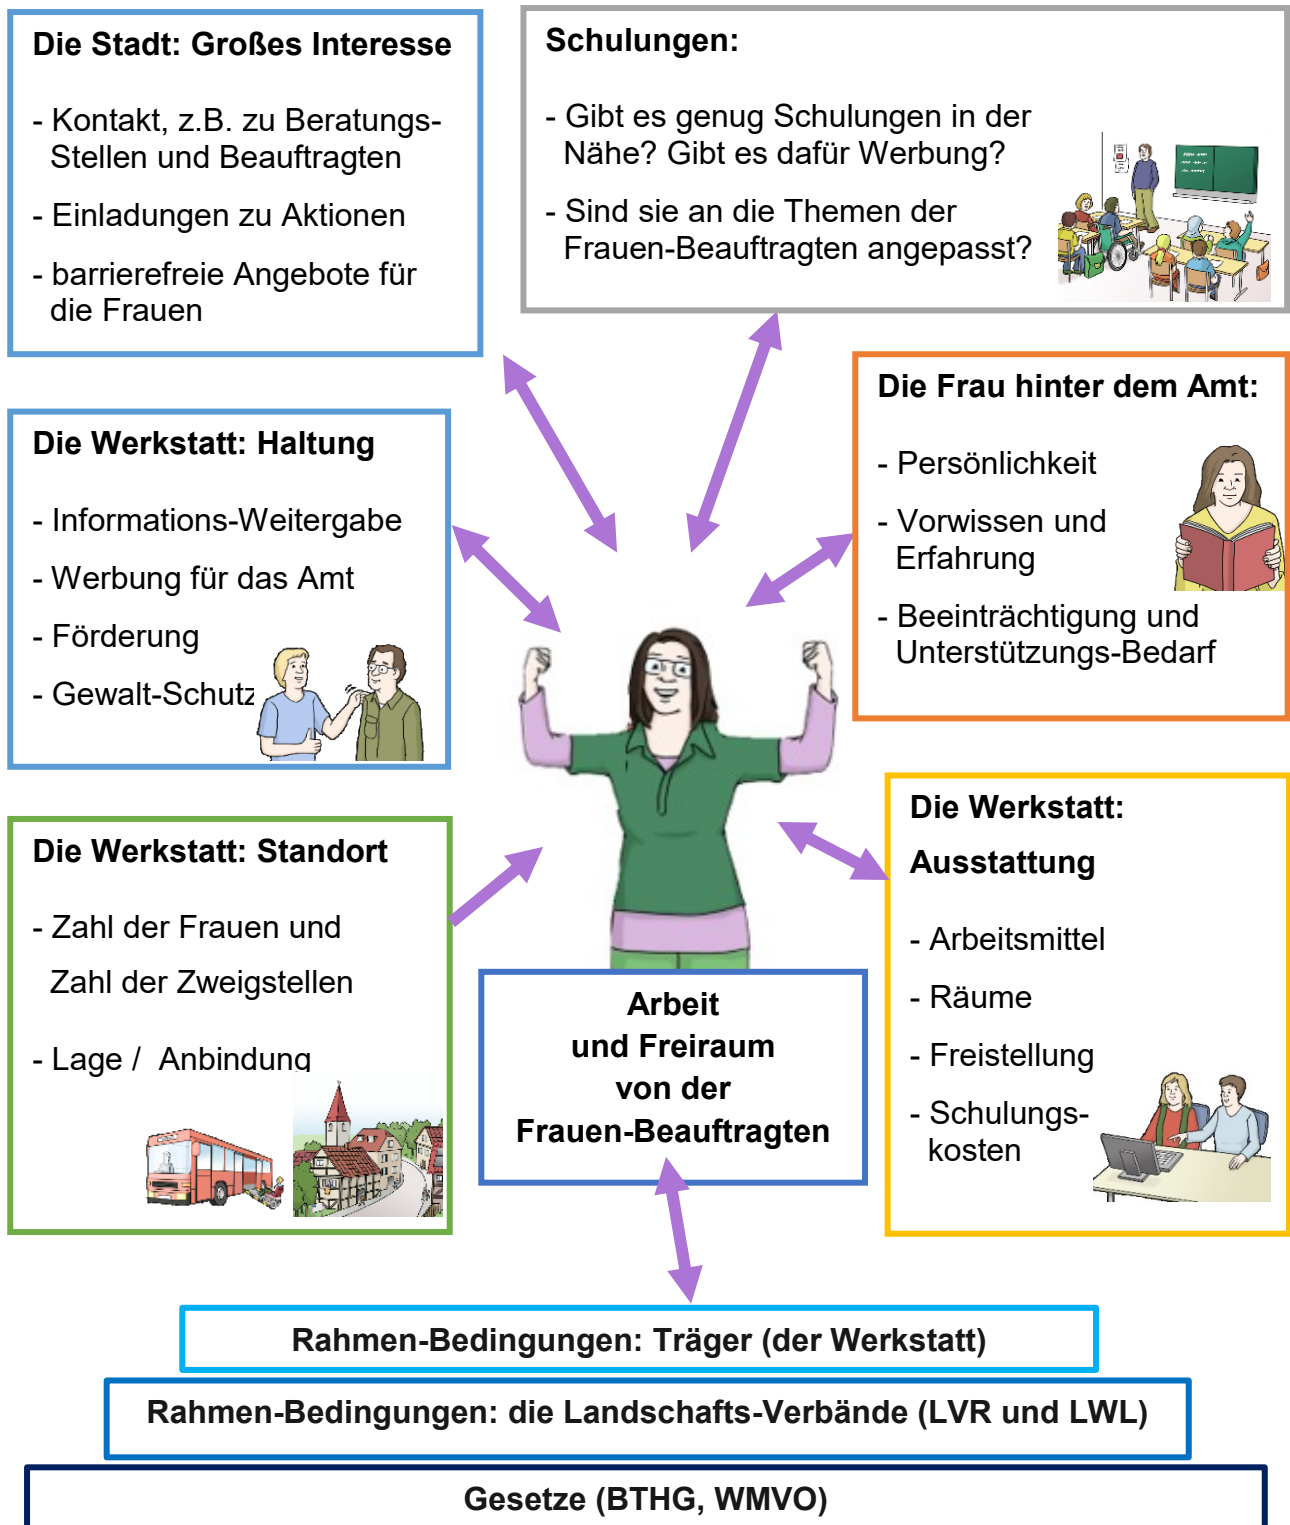 Die Stadt: Großes Interesse
- Kontakt, z.B. zu Beratungs-
Stellen und Beauftragten
- Einladungen zu Aktionen
- barrierefreie Angebote für
die Frauen
Schulungen:
- Gibt es genug Schulungen in der
Nähe? Gibt es dafür Werbung?
- Sind sie an die Themen der
Frauen-Beauftragten angepasst?
Die Werkstatt: Haltung
- Informations-Weitergabe
- Werbung für das Amt
- Förderung
- Gewalt-Schutz
Die Frau hinter dem Amt:
- Persönlichkeit
- Vorwissen und
Erfahrung
- Beeinträchtigung und
Unterstützungs-Bedarf
Die Werkstatt: Standort
- Zahl der Frauen und
Zahl der Zweigstellen
- Lage / Anbindung
Die Werkstatt:
Ausstattung
- Arbeitsmittel
- Räume
- Freistellung
- Schulungs-
kosten
Arbeit
und Freiraum
von der
Frauen-Beauftragten
Rahmen-Bedingungen: Träger (der Werkstatt)
Rahmen-Bedingungen: die Landschafts-Verbände (LVR und LWL)
Gesetze (BTHG, WMVO)